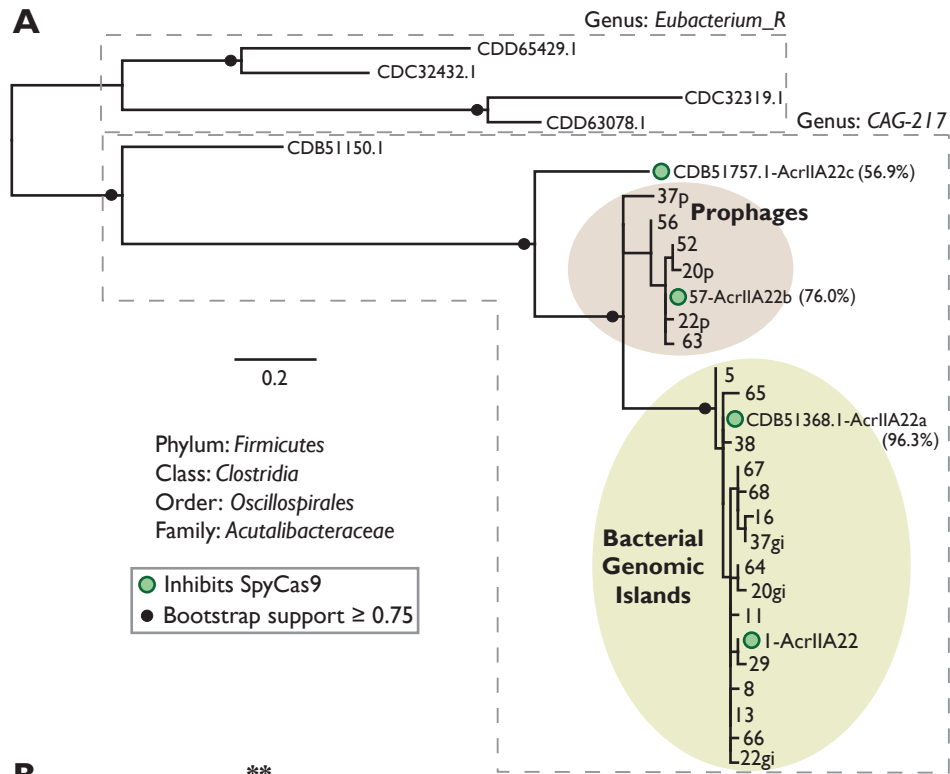 A
Genus: Eubacterium_R
CDD65429.1
CDC32432.1
CDC32319.1
CDD63078.1
Genus: CAG-217
CDB51150.1
CDB51757.1-AcrIIA22c (56.9%)
37p
Prophages
56
52
20p
57-AcrIIA22b (76.0%)
22p
63
0.2
5
65
CDB51368.1-AcrIIA22a
(96.3%)
38
67
68
16
37gi
64
20gi
11
1-AcrIIA22
29
8
13
66
22gi
Bacterial
Genomic
Islands
Phylum: Firmicutes
Class: Clostridia
Order: Oscillospirales
Family: Acutalibacteraceae
Inhibits SpyCas9
Bootstrap support ≥ 0.75
**